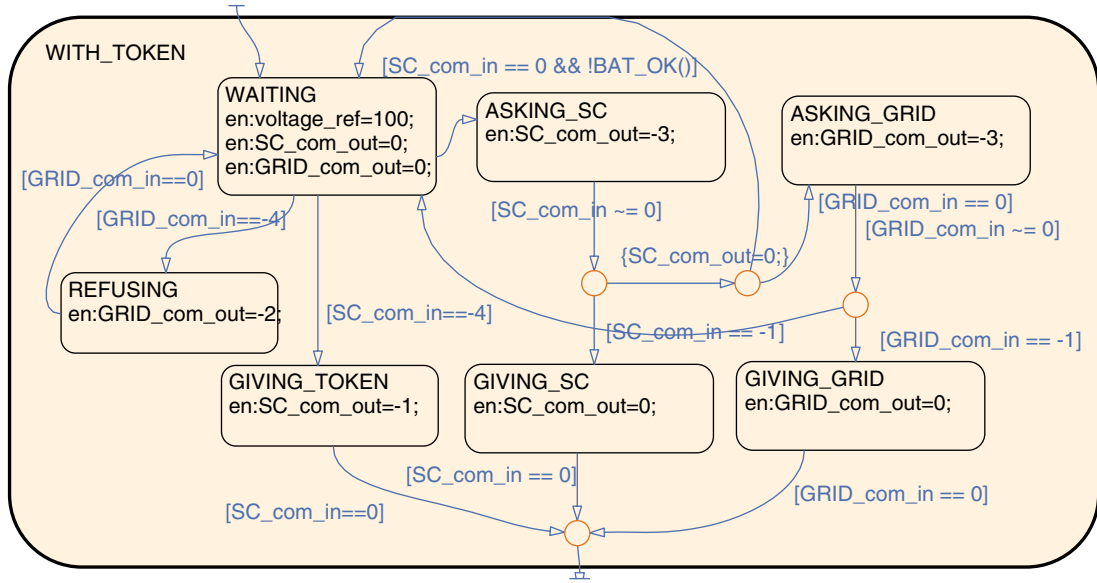 WITH_TOKEN
[SC_com_in == 0 && !BAT_OK()]
WAITING
en:voltage_ref=100;
en:SC_com_out=0;
en:GRID_com_out=0;
ASKING_SC
en:SC_com_out=-3;
ASKING_GRID
en:GRID_com_out=-3;
[GRID_com_in==0]
[GRID_com_in==-4]
[SC_com_in ~= 0]
[GRID_com_in == 0]
[GRID_com_in ~= 0]
{SC_com_out=0;}
REFUSING
en:GRID_com_out=-2;
[SC_com_in==-4]
[SC_com_in == -1]
[GRID_com_in == -1]
GIVING_TOKEN
en:SC_com_out=-1;
GIVING_SC
en:SC_com_out=0;
GIVING_GRID
en:GRID_com_out=0;
[SC_com_in == 0]
[GRID_com_in == 0]
[SC_com_in==0]